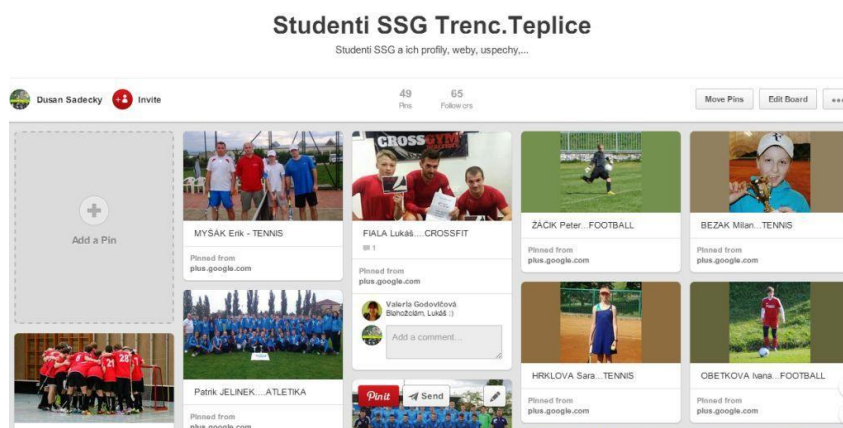 Studenti SSG Trenc.Teplice
Studenti SSG a ich profily, weby, uspechy,...
Dusan Sadecky
Invite
49
Pins
65
Followers
Move Pins
Edit Board
Add a Pin
MYŠÁK Erik - TENNIS
Pinned from
plus.google.com
Patrik JELINEK....ATLETIKA
Pinned from
plus.google.com
CROSSGYM
FIALA Lukáš....CROSSFIT
1
Pinned from
plus.google.com
Valeria Godovičová
Blahoželám, Lukáš :)
Add a comment...
Pin it
Send
ŽÁČIK Peter...FOOTBALL
Pinned from
plus.google.com
HRKLOVA Sara...TENNIS
Pinned from
plus.google.com
BEZAK Milan...TENNIS
Pinned from
plus.google.com
OBETKOVA Ivana...FOOTBALL
Pinned from
plus.google.com
21
28